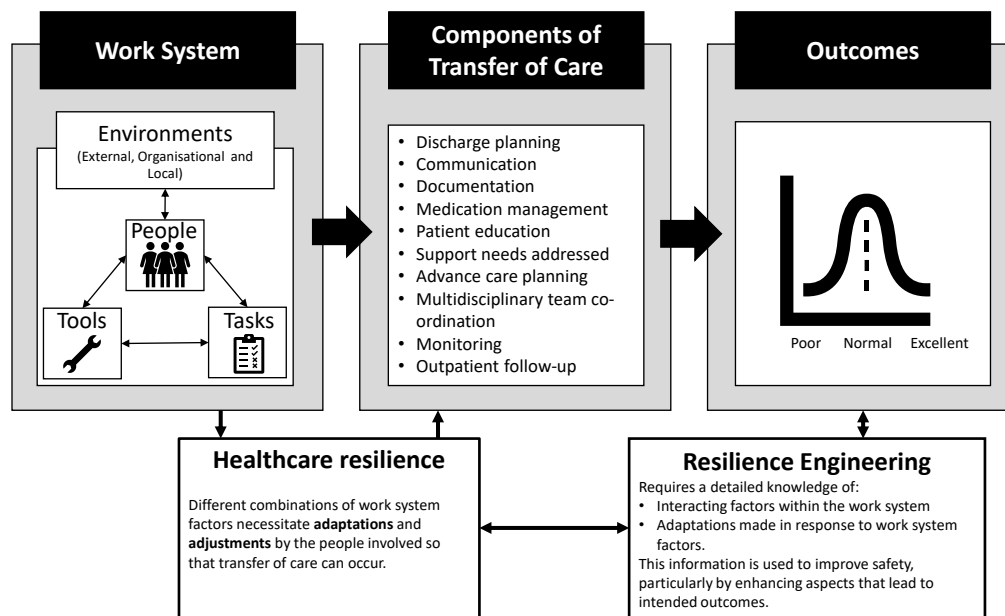 Work System
Environments
(External, Organisational and
Local)
People
Tools
Tasks
Components of
Transfer of Care
• Discharge planning
• Communication
• Documentation
• Medication management
• Patient education
• Support needs addressed
• Advance care planning
• Multidisciplinary team co-
ordination
• Monitoring
• Outpatient follow-up
Outcomes
Poor Normal Excellent
Healthcare resilience
Different combinations of work system
factors necessitate adaptations and
adjustments by the people involved so
that transfer of care can occur.
Resilience Engineering
Requires a detailed knowledge of:
• Interacting factors within the work system
• Adaptations made in response to work system
factors.
This information is used to improve safety,
particularly by enhancing aspects that lead to
intended outcomes.